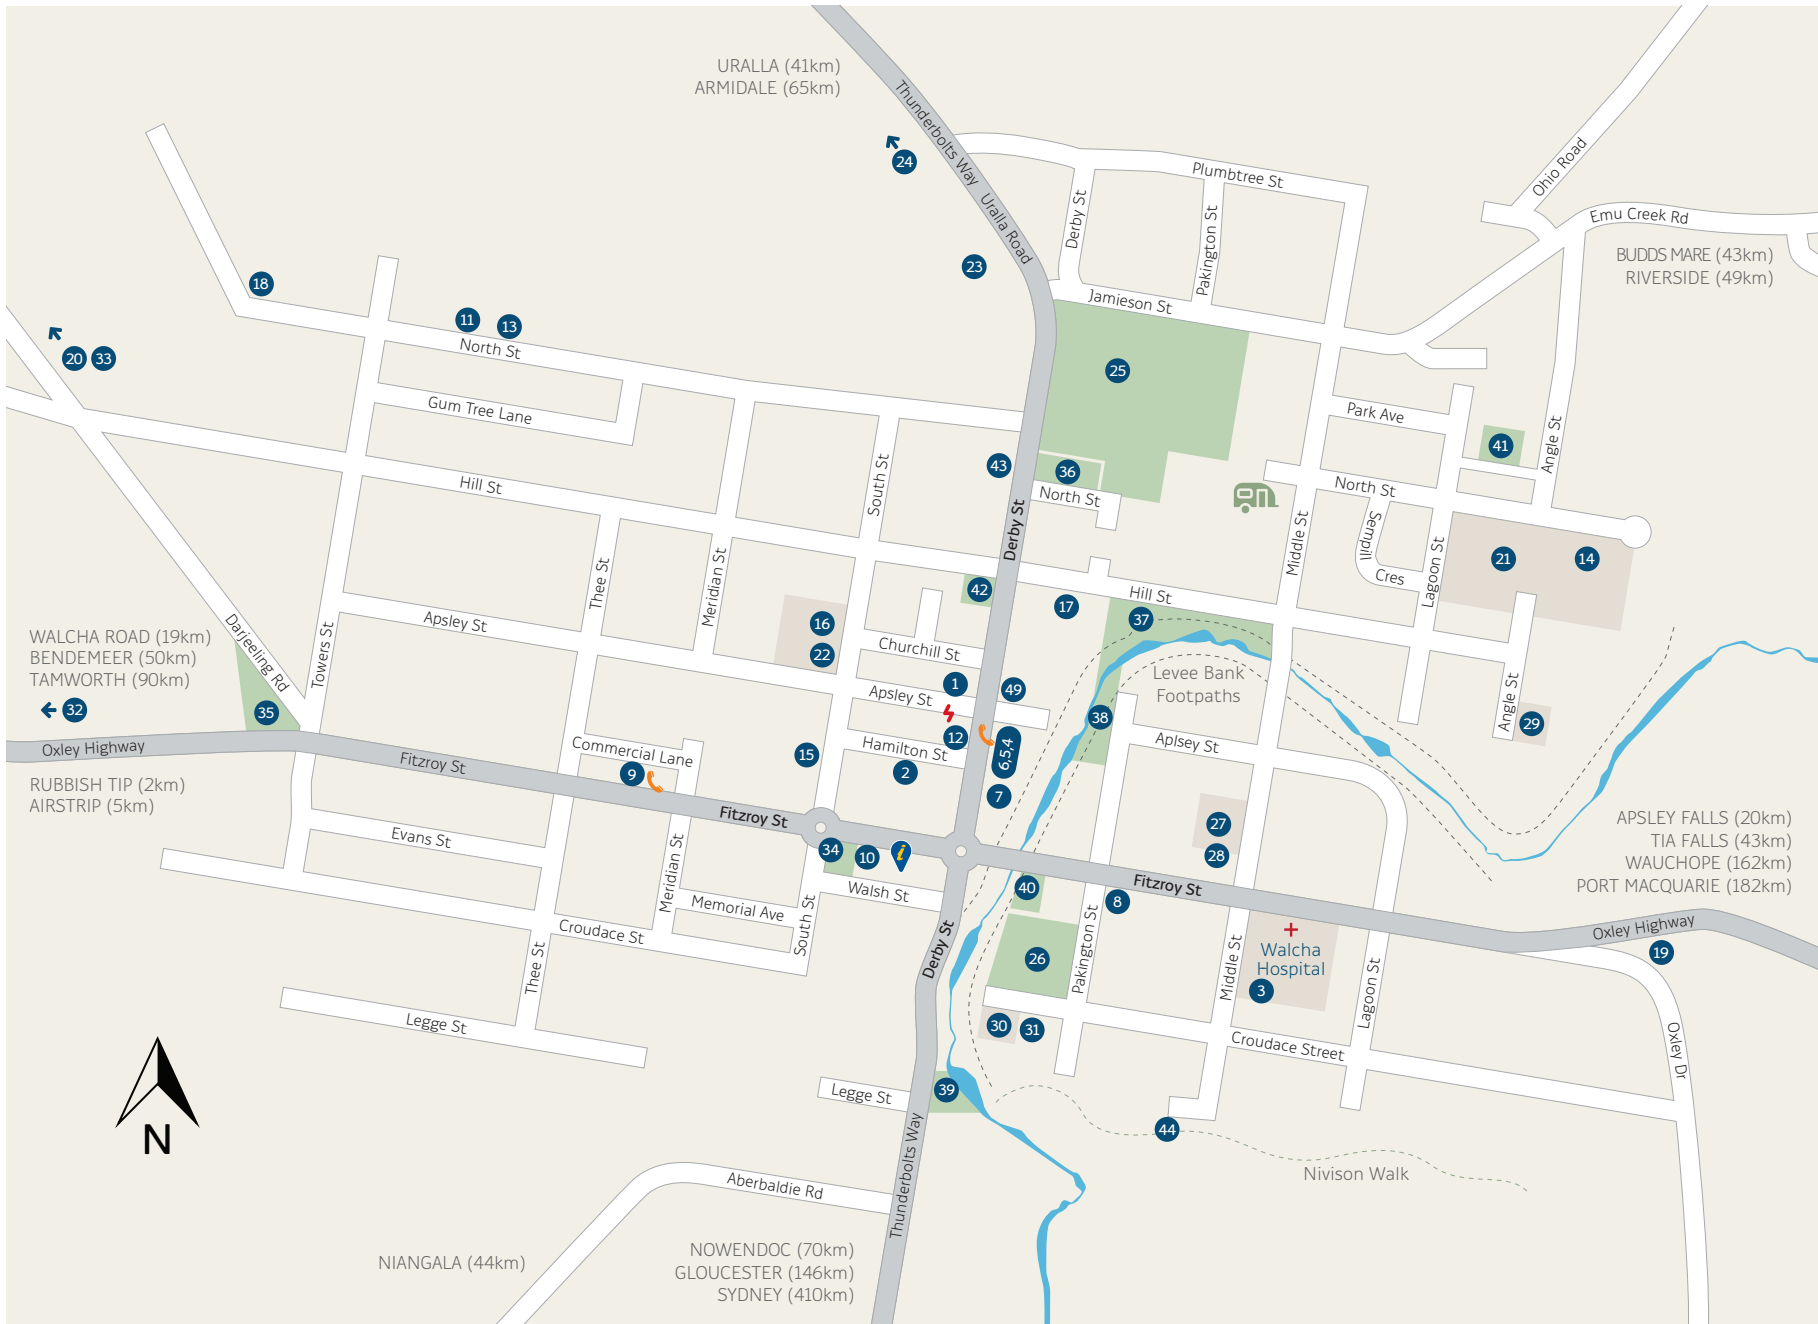 URALLA (41km)
ARMIDALE (65km)
Thunderbolts Way
Uralla Road
24
23
Plumbtree St
Derby St
Pakington St
Jamieson St
Ohio Road
Emu Creek Rd
BUDDS MARE (43km)
RIVERSIDE (49km)
18
11
13
North St
20
33
Gum Tree Lane
25
Park Ave
41
Angle St
43
36
North St
North St
Hill St
South St
Derby St
Middle St
Sempill
Cres
Lagoon St
21
14
Thee St
Meridian St
42
17
Hill St
37
16
22
Churchill St
Apsley St
WALCHA ROAD (19km)
BENDEMEER (50km)
TAMWORTH (90km)
32
Darjeeling Rd
Towers St
35
Levee Bank
Footpaths
1
Apsley St
49
38
Angle St
29
12
6,5,4
Aplsey St
Hamilton St
15
2
7
Oxley Highway
Commercial Lane
9
Fitzroy St
RUBBISH TIP (2km)
AIRSTRIP (5km)
Fitzroy St
Evans St
Meridian St
34
10
i
Walsh St
27
28
APSLEY FALLS (20km)
TIA FALLS (43km)
WAUCHOPE (162km)
PORT MACQUARIE (182km)
40
8
Fitzroy St
Memorial Ave
South St
Croudace St
Derby St
26
Pakington St
Middle St
Walcha
Hospital
3
Lagoon St
Oxley Highway
19
Thee St
Legge St
30
31
Croudace Street
Oxley Dr
N
Legge St
39
44
Nivison Walk
Thunderbolts Way
Aberbaldie Rd
NIANGALA (44km)
NOWENDOC (70km)
GLOUCESTER (146km)
SYDNEY (410km)